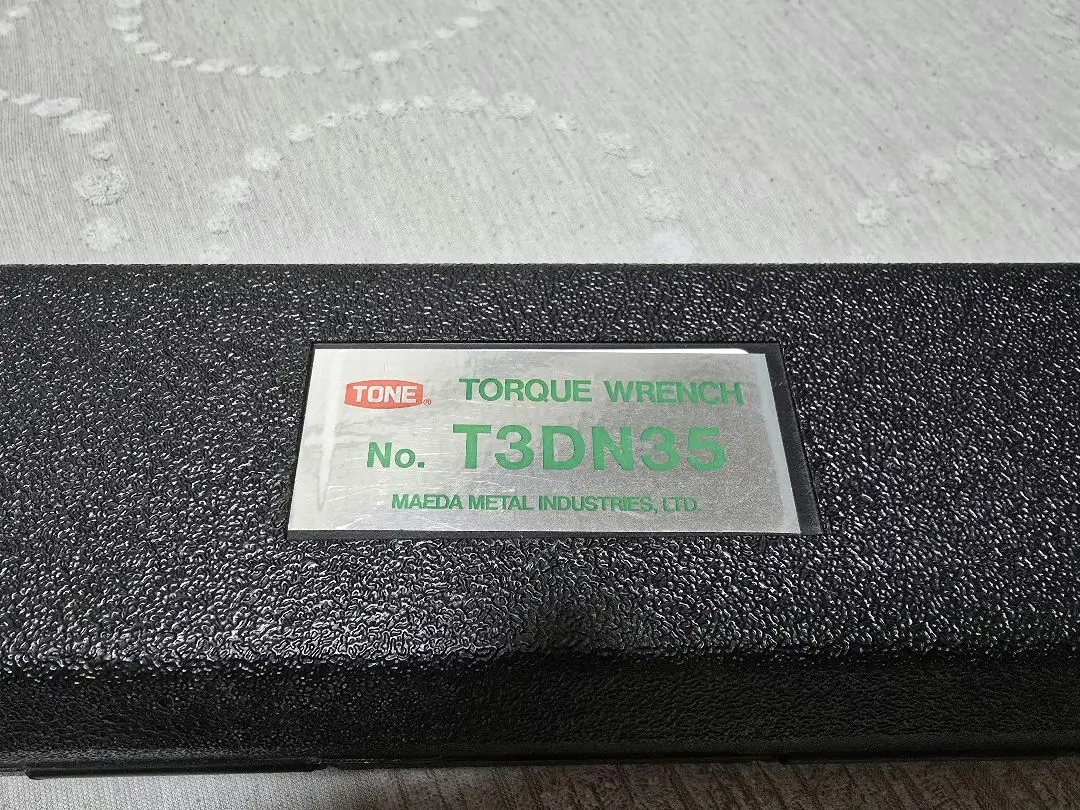 TONE® TORQUE WRENCH
No. T3DN35
MAEDA METAL INDUSTRIES, LTD.